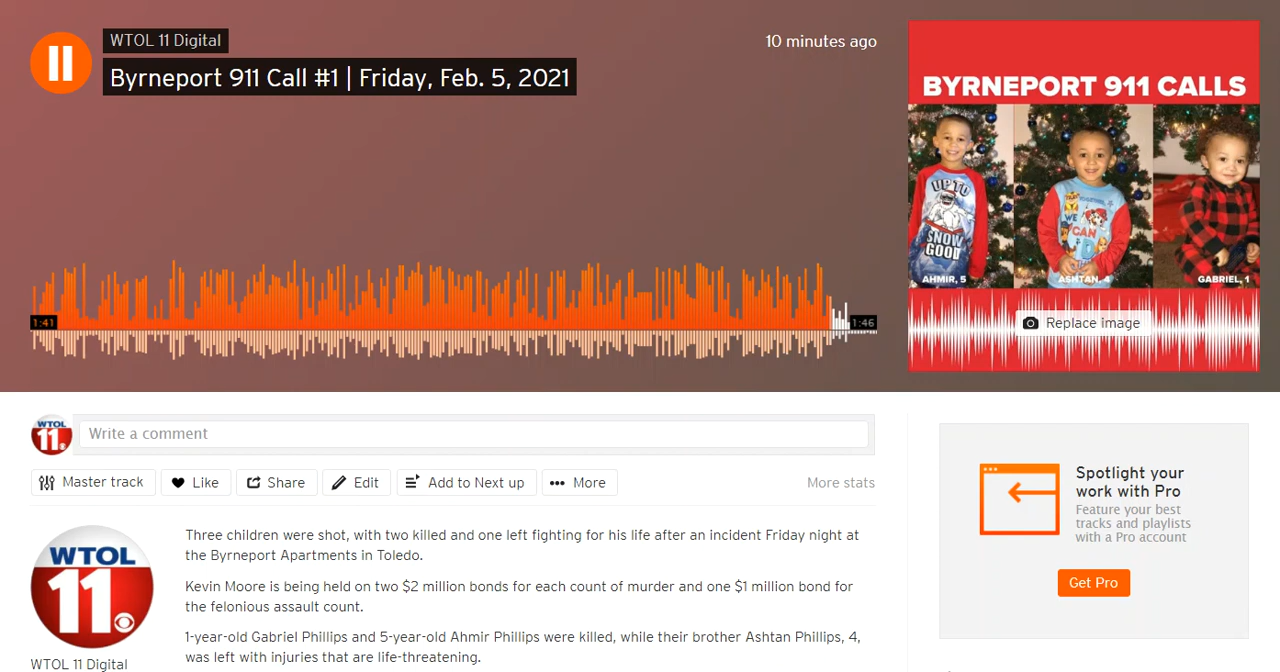 WTOL 11 Digital
10 minutes ago
Byrneport 911 Call #1 | Friday, Feb. 5, 2021
BYRNEPORT 911 CALLS
UP TO
SNOW
GOOD
TOGETHER,
WE
CAN
D
AHMIR, 5
ASHTAN, 4
GABRIEL, 1
1:41
1:46
Replace image
WTOL
11
Write a comment
Master track
Like
Share
Edit
Add to Next up
More
More stats
Spotlight your
work with Pro
Feature your best
tracks and playlists
with a Pro account
Get Pro
WTOL
11
WTOL 11 Digital
Three children were shot, with two killed and one left fighting for his life after an incident Friday night at
the Byrneport Apartments in Toledo.
Kevin Moore is being held on two $2 million bonds for each count of murder and one $1 million bond for
the felonious assault count.
1-year-old Gabriel Phillips and 5-year-old Ahmir Phillips were killed, while their brother Ashtan Phillips, 4,
was left with injuries that are life-threatening.